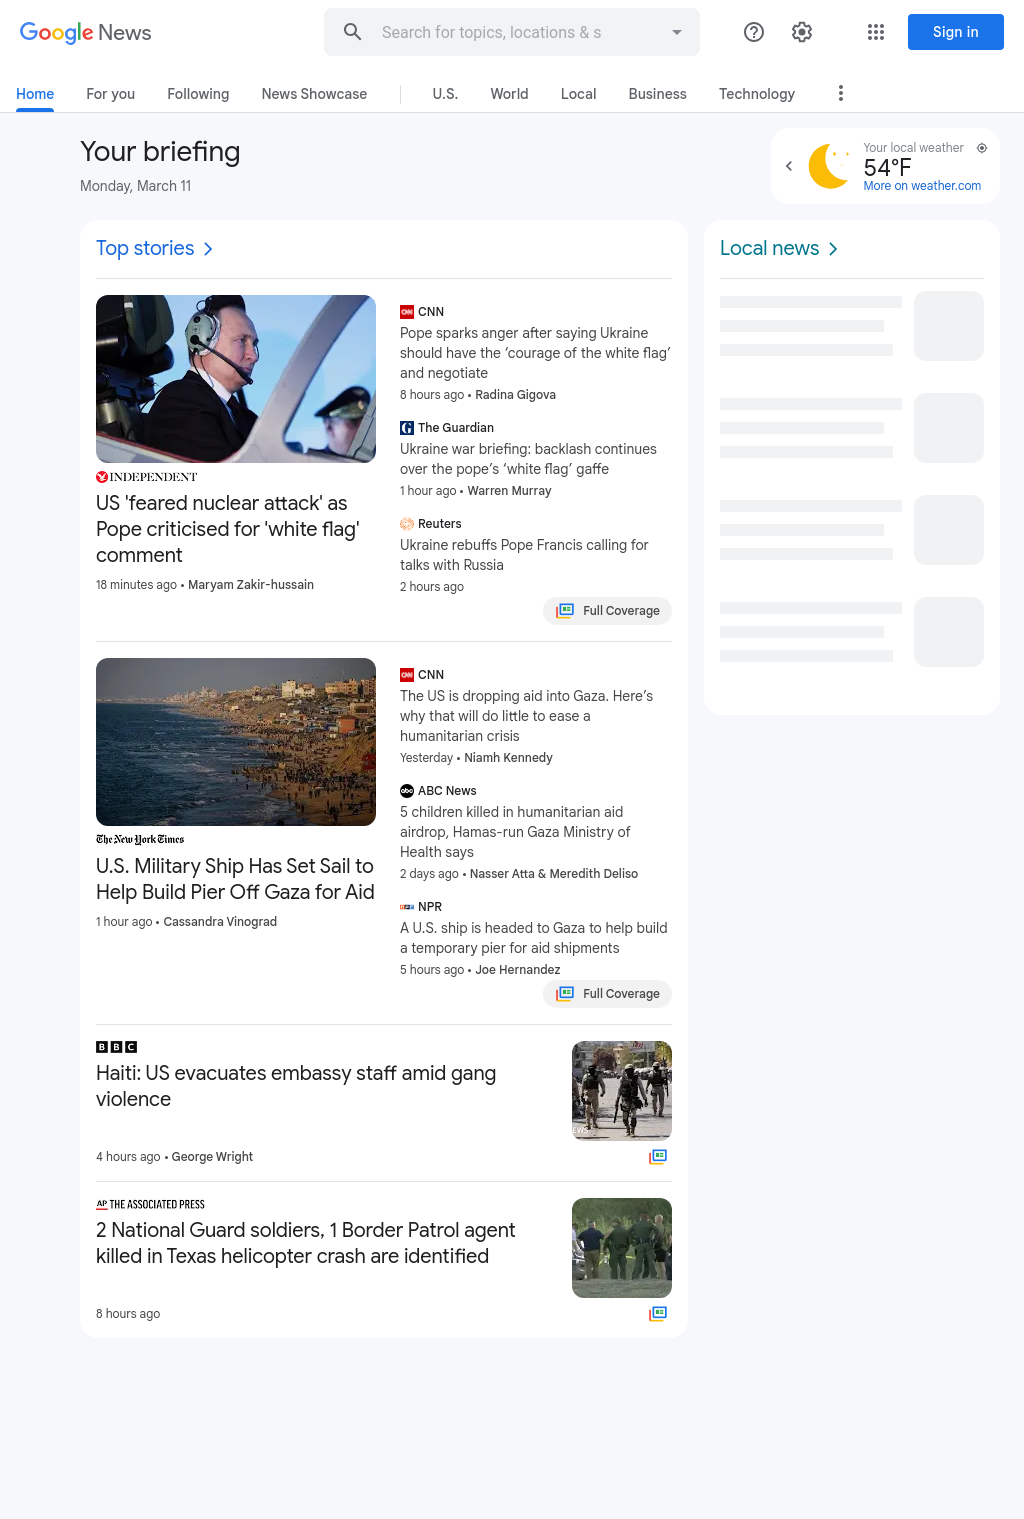 Google News
Search for topics, locations & s
Sign in
Home
For you
Following
News Showcase
U.S.
World
Local
Business
Technology
Your briefing
Monday, March 11
Your local weather
54°F
More on weather.com
Top stories
INDEPENDENT
US 'feared nuclear attack' as
Pope criticised for 'white flag'
comment
18 minutes ago • Maryam Zakir-hussain
CNN
Pope sparks anger after saying Ukraine
should have the ‘courage of the white flag’
and negotiate
8 hours ago • Radina Gigova
The Guardian
Ukraine war briefing: backlash continues
over the pope’s ‘white flag’ gaffe
1 hour ago • Warren Murray
Reuters
Ukraine rebuffs Pope Francis calling for
talks with Russia
2 hours ago
Full Coverage
The New York Times
U.S. Military Ship Has Set Sail to
Help Build Pier Off Gaza for Aid
1 hour ago • Cassandra Vinograd
CNN
The US is dropping aid into Gaza. Here’s
why that will do little to ease a
humanitarian crisis
Yesterday • Niamh Kennedy
abc
ABC News
5 children killed in humanitarian aid
airdrop, Hamas-run Gaza Ministry of
Health says
2 days ago • Nasser Atta & Meredith Deliso
NPR
A U.S. ship is headed to Gaza to help build
a temporary pier for aid shipments
5 hours ago • Joe Hernandez
Full Coverage
BBC
Haiti: US evacuates embassy staff amid gang
violence
4 hours ago • George Wright
EWS
AP THE ASSOCIATED PRESS
2 National Guard soldiers, 1 Border Patrol agent
killed in Texas helicopter crash are identified
8 hours ago
Local news